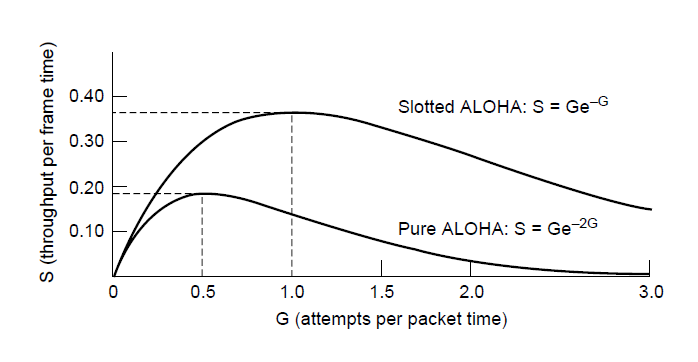 S (throughput per frame time)
0.40
0.30
0.20
0.10
Slotted ALOHA: S = Ge–G
Pure ALOHA: S = Ge–2G
0 0.5 1.0 1.5 2.0 3.0
G (attempts per packet time)